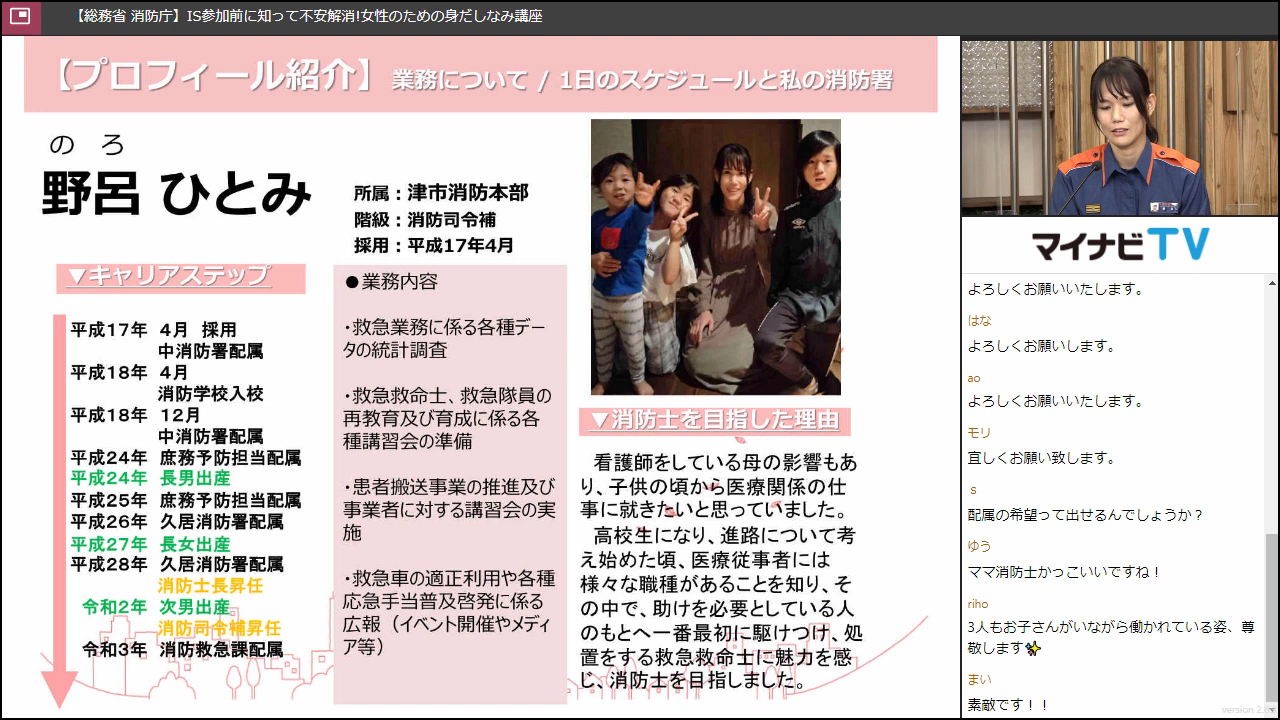 【総務省 消防庁】IS参加前に知って不安解消!女性のための身だしなみ講座
【プロフィール紹介】 業務について / 1日のスケジュールと私の消防署
のろ
野呂 ひとみ
所属：津市消防本部
階級：消防司令補
採用：平成17年4月
▼キャリアステップ
平成17年 4月 採用
中消防署配属
平成18年 4月
消防学校入校
平成18年 12月
中消防署配属
平成24年 庶務予防担当配属
平成24年 長男出産
平成25年 庶務予防担当配属
平成26年 久居消防署配属
平成27年 長女出産
平成28年 久居消防署配属
消防士長昇任
令和2年 次男出産
消防司令補昇任
令和3年 消防救急課配属
●業務内容
・救急業務に係る各種デー
タの統計調査
・救急救命士、救急隊員の
再教育及び育成に係る各
種講習会の準備
・患者搬送事業の推進及び
事業者に対する講習会の実
施
・救急車の適正利用や各種
応急手当普及啓発に係る
広報（イベント開催やメディ
ア等）
▼消防士を目指した理由
看護師をしている母の影響もあ
り、子供の頃から医療関係の仕
事に就きたいと思っていました。
高校生になり、進路について考
え始めた頃、医療従事者には
様々な職種があることを知り、そ
の中で、助けを必要としている人
のもとへ一番最初に駆けつけ、処
置をする救急救命士に魅力を感
じ、消防士を目指しました。
マイナビTV
よろしくお願いいたします。
はな
よろしくお願いします。
ao
よろしくお願いいたします。
モリ
宜しくお願い致します。
s
配属の希望って出せるんでしょうか？
ゆう
ママ消防士かっこいいですね！
riho
3人もお子さんがいながら働かれている姿、尊
敬します✨
まい
素敵です！！